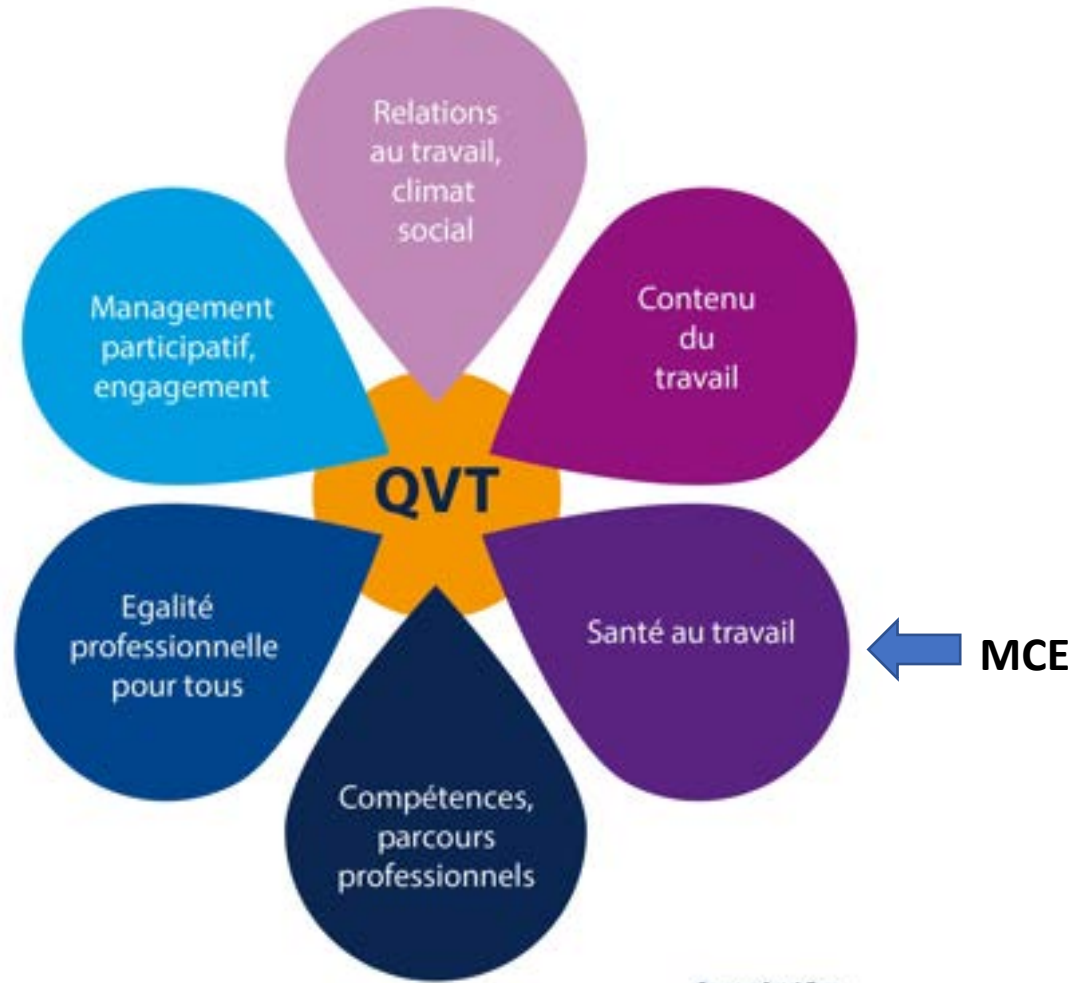 Relations
au travail,
climat
social
Contenu
du
travail
Management
participatif,
engagement
QVT
Egalité
professionnelle
pour tous
Santé au travail
MCE
Compétences,
parcours
professionnels